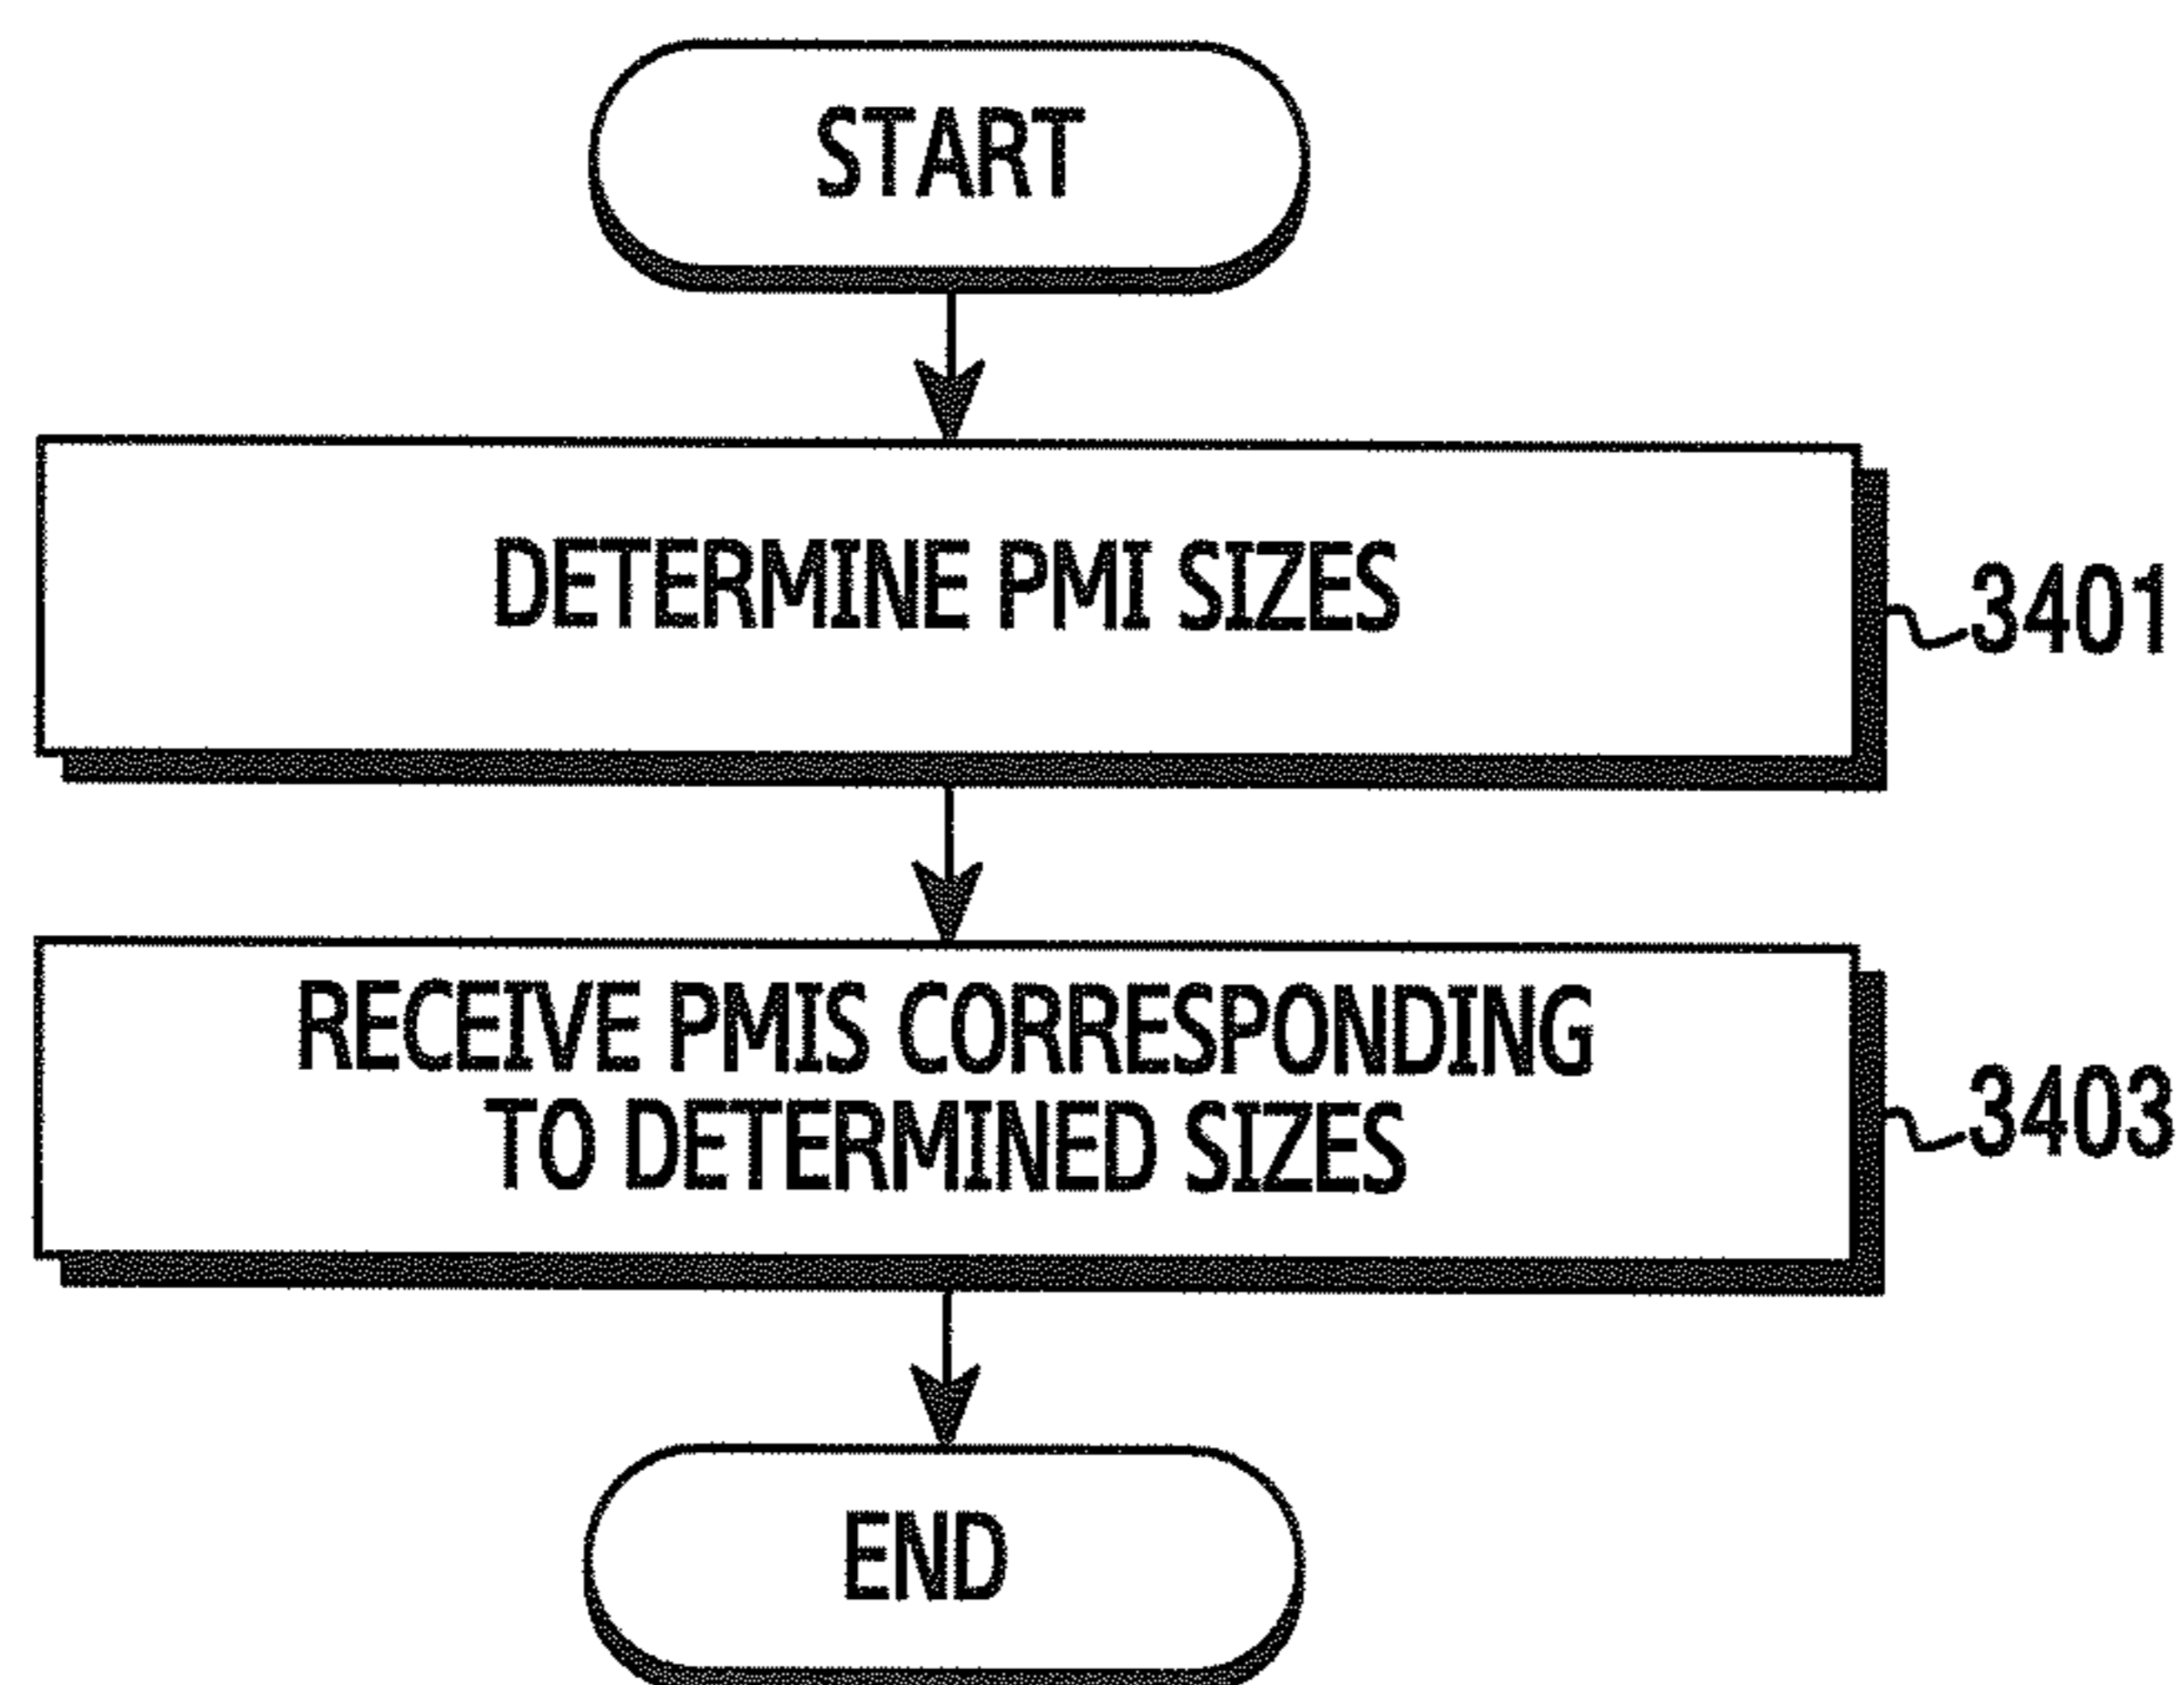 START
DETERMINE PMI SIZES
3401
RECEIVE PMIS CORRESPONDING
TO DETERMINED SIZES
3403
END